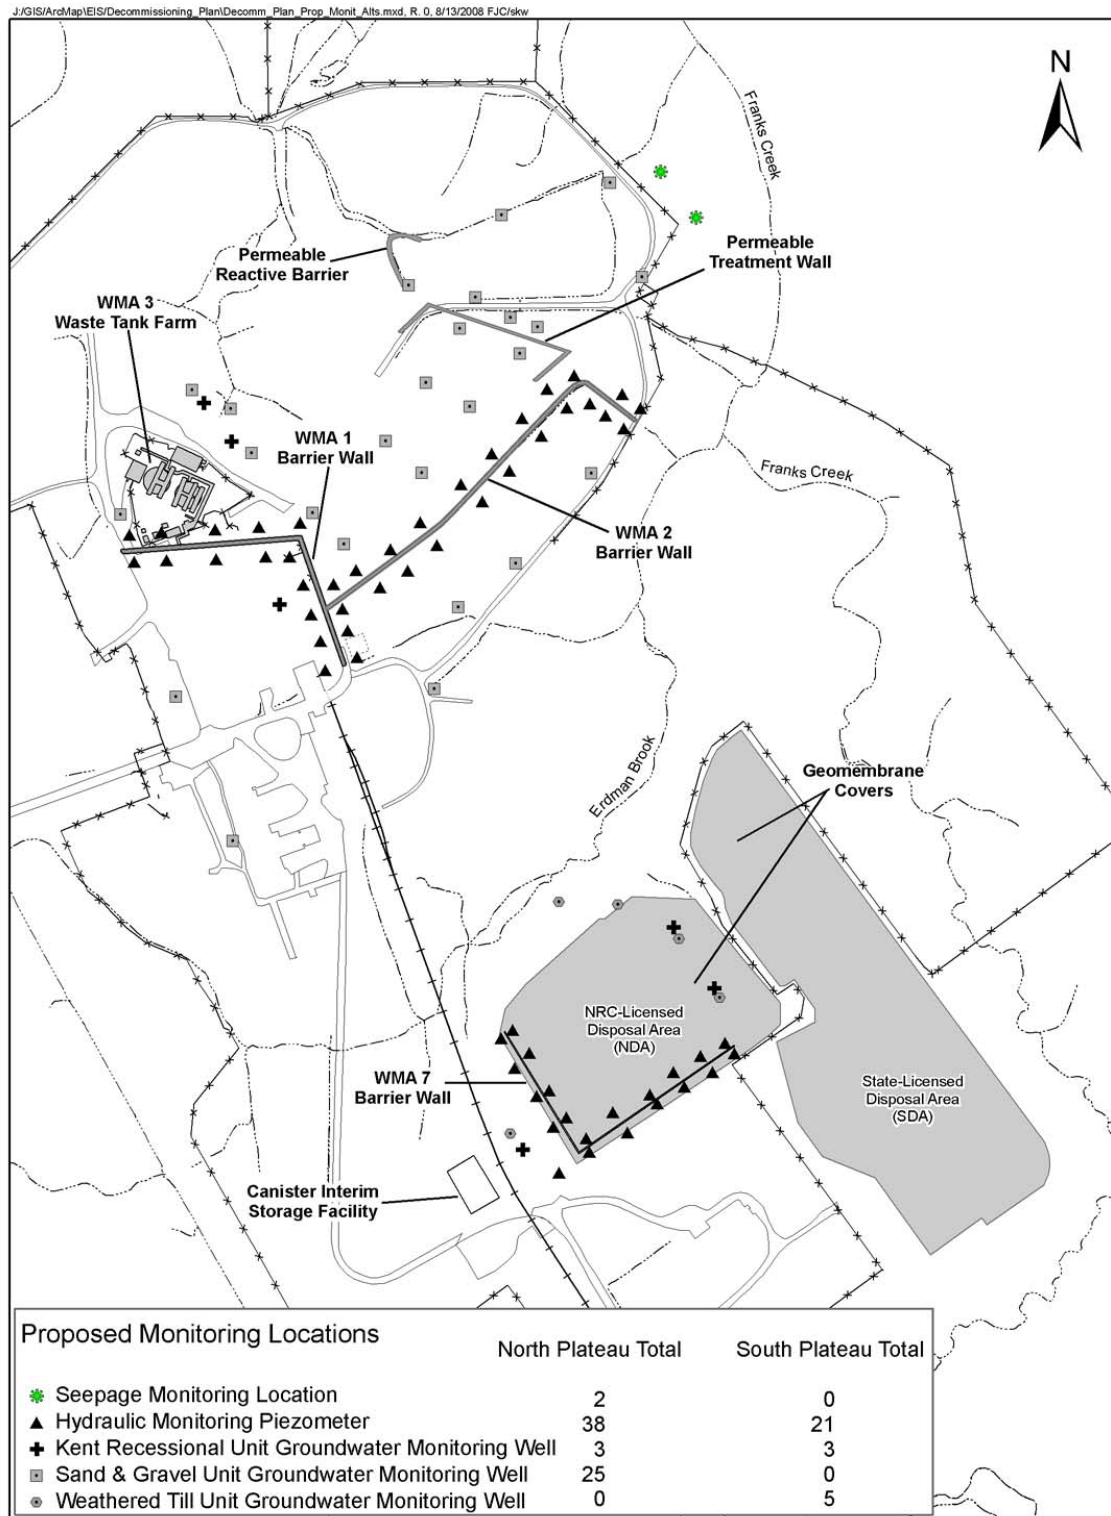 J:/GIS/ArcMap\EIS/Decommissioning_Plan\Decomm_Plan_Prop_Monit_Alts.mxd, R. 0, 8/13/2008 FJC/skw
N
Franks Creek
Permeable
Reactive Barrier
Permeable
Treatment Wall
WMA 3
Waste Tank Farm
WMA 1
Barrier Wall
Franks Creek
WMA 2
Barrier Wall
Erdman Brook
Geomembrane
Covers
NRC-Licensed
Disposal Area
(NDA)
WMA 7
Barrier Wall
State-Licensed
Disposal Area
(SDA)
Canister Interim
Storage Facility
Proposed Monitoring Locations
North Plateau Total South Plateau Total
Seepage Monitoring Location 2 0
Hydraulic Monitoring Piezometer 38 21
Kent Recessional Unit Groundwater Monitoring Well 3 3
Sand & Gravel Unit Groundwater Monitoring Well 25 0
Weathered Till Unit Groundwater Monitoring Well 0 5